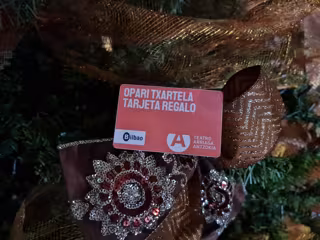 OPARI TXARTELA
TARJETA REGALO
Bilbao
TEATRO
ARRIAGA
ANTZOKIA